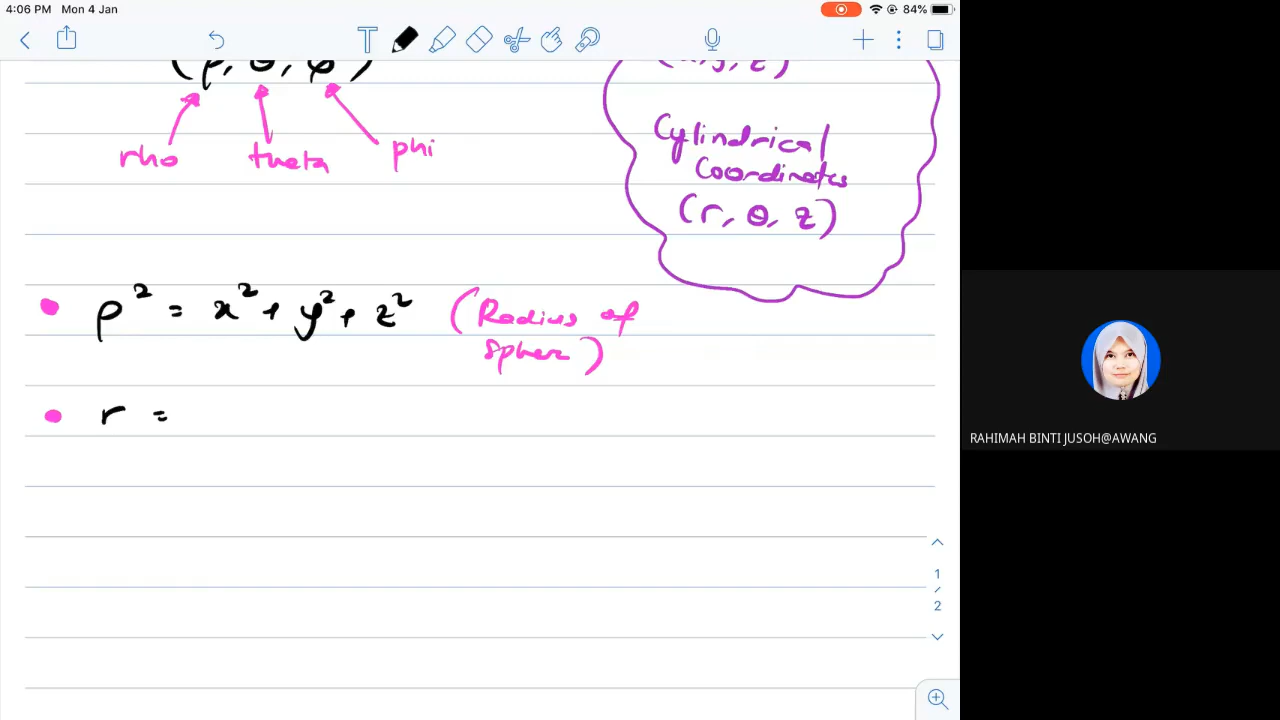 4:06 PM Mon 4 Jan
84%
(ρ, θ, φ)
rho
theta
phi
Cylindrical
Coordinates
(r, θ, z)
ρ² = x² + y² + z² (Radius of
Sphere)
r =
1
/
2
RAHIMAH BINTI JUSOH@AWANG